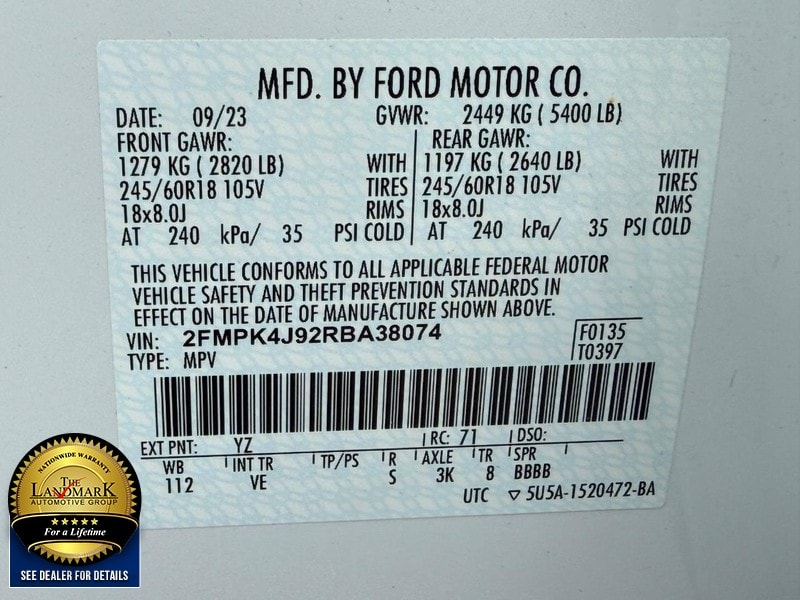 MFD. BY FORD MOTOR CO.
DATE: 09/23 GVWR: 2449 KG ( 5400 LB)
FRONT GAWR: REAR GAWR:
1279 KG ( 2820 LB) WITH 1197 KG ( 2640 LB) WITH
245/60R18 105V TIRES 245/60R18 105V TIRES
18x8.0J RIMS 18x8.0J RIMS
AT 240 kPa/ 35 PSI COLD AT 240 kPa/ 35 PSI COLD
THIS VEHICLE CONFORMS TO ALL APPLICABLE FEDERAL MOTOR
VEHICLE SAFETY AND THEFT PREVENTION STANDARDS IN
EFFECT ON THE DATE OF MANUFACTURE SHOWN ABOVE.
VIN: 2FMPK4J92RBA38074 F0135
TYPE: MPV T0397
EXT PNT: YZ RC: 71 DSO:
WB INT TR TP/PS R AXLE TR SPR
112 VE S 3K 8 BBBB
UTC ▽ 5U5A-1520472-BA
NATIONWIDE WARRANTY
THE
LANDMARK
AUTOMOTIVE GROUP
★★★★★
For a Lifetime
SEE DEALER FOR DETAILS